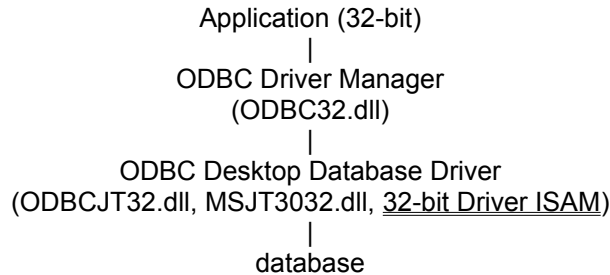 Application (32-bit)
|
ODBC Driver Manager
(ODBC32.dll)
|
ODBC Desktop Database Driver
(ODBCJT32.dll, MSJT3032.dll, 32-bit Driver ISAM)
|
database